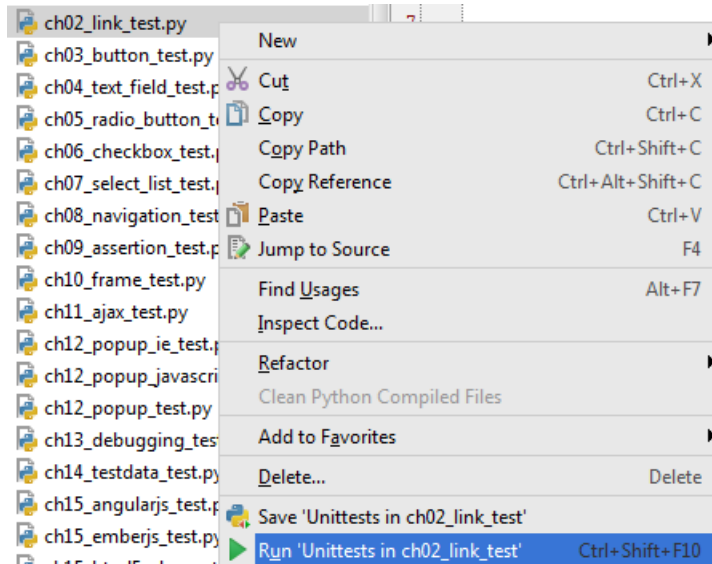 ch02_link_test.py
ch03_button_test.py
ch04_text_field_test.p
ch05_radio_button_t
ch06_checkbox_test.
ch07_select_list_test.
ch08_navigation_test
ch09_assertion_test.p
ch10_frame_test.py
ch11_ajax_test.py
ch12_popup_ie_test.p
ch12_popup_javascri
ch12_popup_test.py
ch13_debugging_tes
ch14_testdata_test.py
ch15_angularjs_test.p
ch15_emberjs_test.py
7
New
Cut Ctrl+X
Copy Ctrl+C
Copy Path Ctrl+Shift+C
Copy Reference Ctrl+Alt+Shift+C
Paste Ctrl+V
Jump to Source F4
Find Usages Alt+F7
Inspect Code...
Refactor
Clean Python Compiled Files
Add to Favorites
Delete... Delete
Save 'Unittests in ch02_link_test'
Run 'Unittests in ch02_link_test' Ctrl+Shift+F10